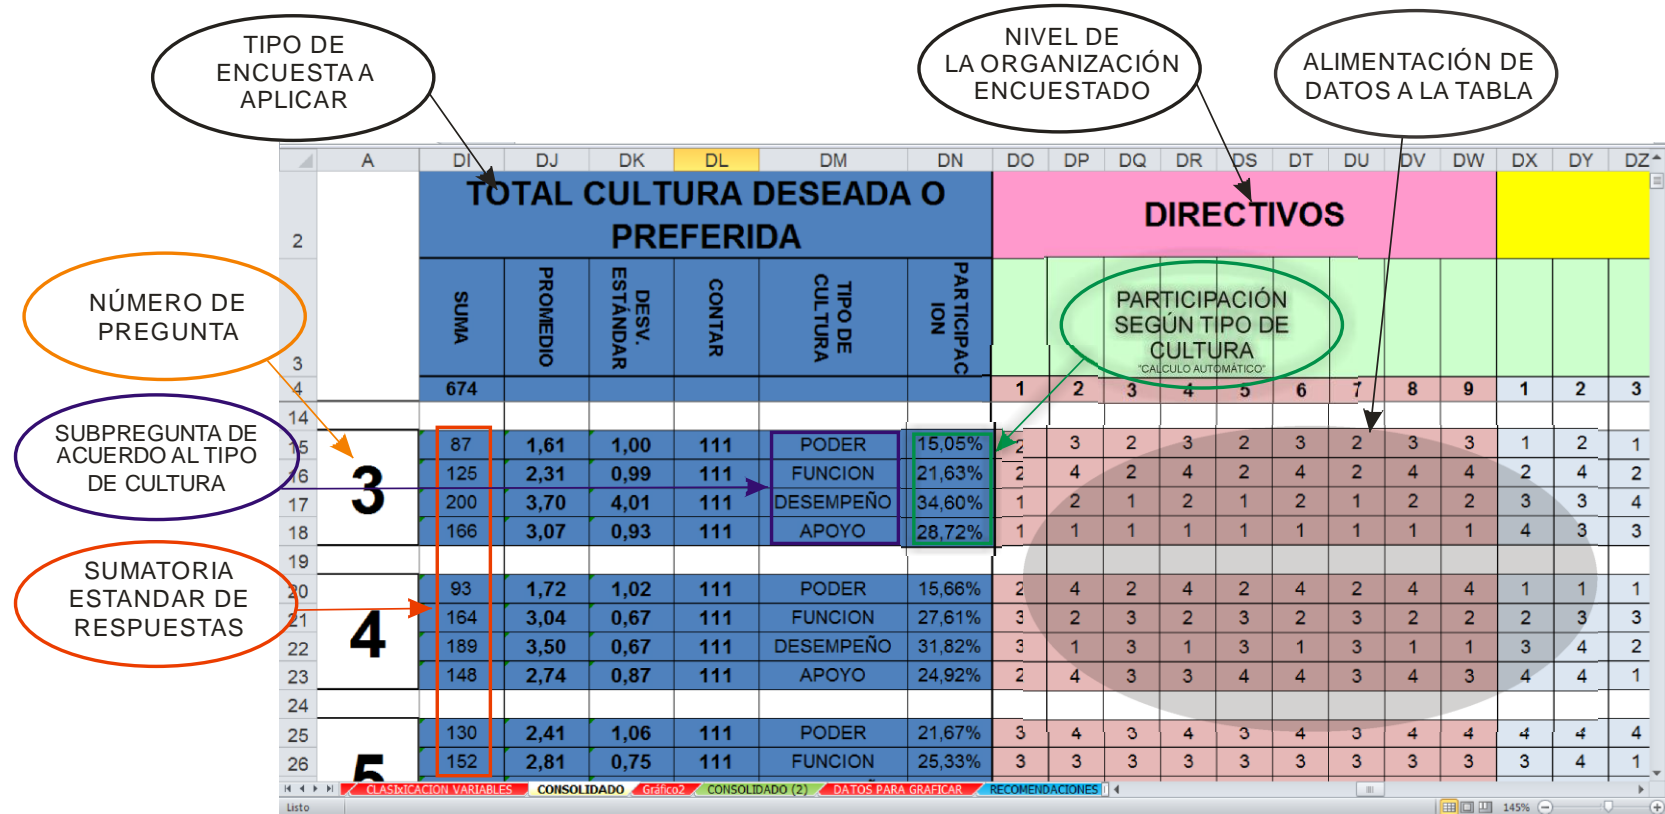 TIPO DE
ENCUESTA A
APLICAR
NIVEL DE
LA ORGANIZACIÓN
ENCUESTADO
ALIMENTACIÓN DE
DATOS A LA TABLA
A DI DJ DK DL DM DN DO DP DQ DR DS DT DU DV DW DX DY DZ
2 TOTAL CULTURA DESEADA O
PREFERIDA
DIRECTIVOS
NÚMERO DE
PREGUNTA
3
SUMA
PROMEDIO
DESV.
ESTÁNDAR
CONTAR
TIPO DE
CULTURA
PARTICIPAC
ION
PARTICIPACIÓN
SEGÚN TIPO DE
CULTURA
"CALCULO AUTOMÁTICO"
4 674 1 2 3 4 5 6 7 8 9 1 2 3
14
SUBPREGUNTA DE
ACUERDO AL TIPO
DE CULTURA
3
15 87 1,61 1,00 111 PODER 15,05% 2 3 2 3 2 3 2 3 3 1 2 1
16 125 2,31 0,99 111 FUNCION 21,63% 2 4 2 4 2 4 2 4 4 2 4 2
17 200 3,70 4,01 111 DESEMPEÑO 34,60% 1 2 1 2 1 2 1 2 2 3 3 4
18 166 3,07 0,93 111 APOYO 28,72% 1 1 1 1 1 1 1 1 1 4 3 3
19
SUMATORIA
ESTANDAR DE
RESPUESTAS
4
20 93 1,72 1,02 111 PODER 15,66% 2 4 2 4 2 4 2 4 4 1 1 1
21 164 3,04 0,67 111 FUNCION 27,61% 3 2 3 2 3 2 3 2 2 2 3 3
22 189 3,50 0,67 111 DESEMPEÑO 31,82% 3 1 3 1 3 1 3 1 1 3 4 2
23 148 2,74 0,87 111 APOYO 24,92% 2 4 3 3 4 4 3 4 3 4 4 1
24
5
25 130 2,41 1,06 111 PODER 21,67% 3 4 3 4 3 4 3 4 4 4 4 4
26 152 2,81 0,75 111 FUNCION 25,33% 3 3 3 3 3 3 3 3 3 3 4 1
CLASIxICACION VARIABLES CONSOLIDADO Gráfico2 CONSOLIDADO (2) DATOS PARA GRAFICAR RECOMENDACIONES
Listo 145%